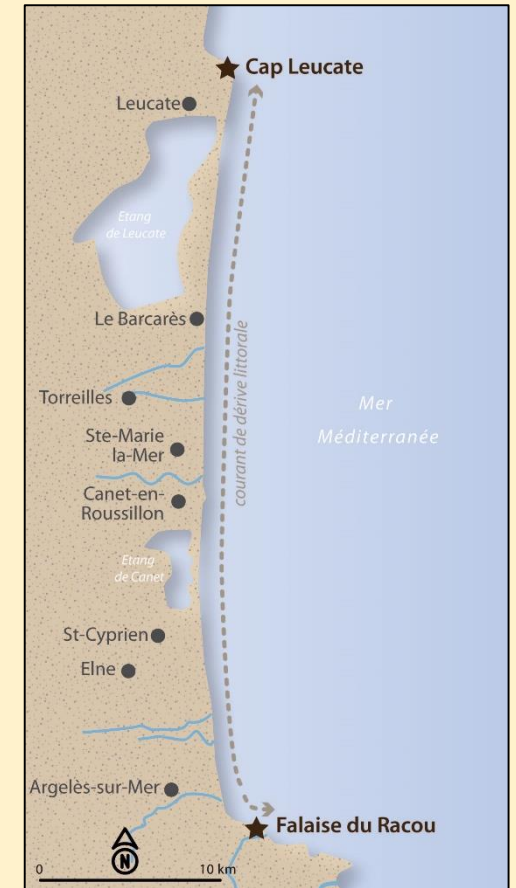 Cap Leucate
Leucate
Etang
de Leucate
Le Barcarès
courant de dérive littorale
Torreilles
Mer
Méditerranée
Ste-Marie
la-Mer
Canet-en-
Roussillon
Etang
de Canet
St-Cyprien
Elne
Argelès-sur-Mer
Falaise du Racou
N
0 10 km